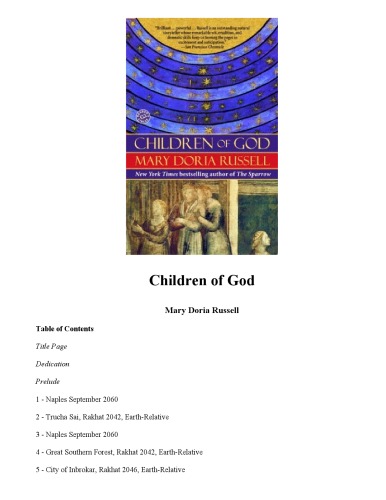 "Brilliant... powerful... Russell is an outstanding natural
storyteller whose remarkable wit, erudition, and
dramatic skills keep us turning the pages in
excitement and anticipation."
—San Francisco Chronicle
CHILDREN OF GOD
MARY DORIA RUSSELL
New York Times bestselling author of The Sparrow
Children of God
Mary Doria Russell
Table of Contents
Title Page
Dedication
Prelude
1 - Naples September 2060
2 - Trucha Sai, Rakhat 2042, Earth-Relative
3 - Naples September 2060
4 - Great Southern Forest, Rakhat 2042, Earth-Relative
5 - City of Inbrokar, Rakhat 2046, Earth-Relative